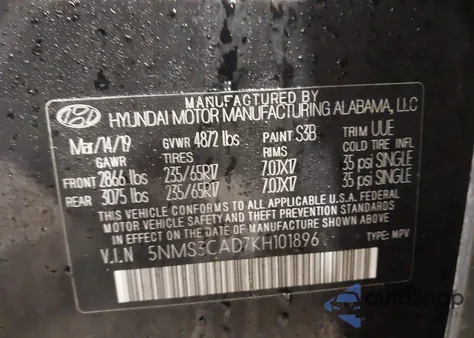 MANUFACTURED BY
HYUNDAI MOTOR MANUFACTURING ALABAMA, LLC
Mar/14/19 GVWR 4872 lbs PAINT S3B TRIM UUE
GAWR TIRES RIMS COLD TIRE INFL
FRONT 2866 lbs 235/65R17 7.0JX17 35 psi SINGLE
REAR 3075 lbs 235/65R17 7.0JX17 35 psi SINGLE
THIS VEHICLE CONFORMS TO ALL APPLICABLE U.S.A. FEDERAL
MOTOR VEHICLE SAFETY AND THEFT PREVENTION STANDARDS
IN EFFECT ON THE DATE OF MANUFACTURE SHOWN ABOVE.
V.I.N 5NMS3CAD7KH101896 TYPE: MPV
AutoSnap